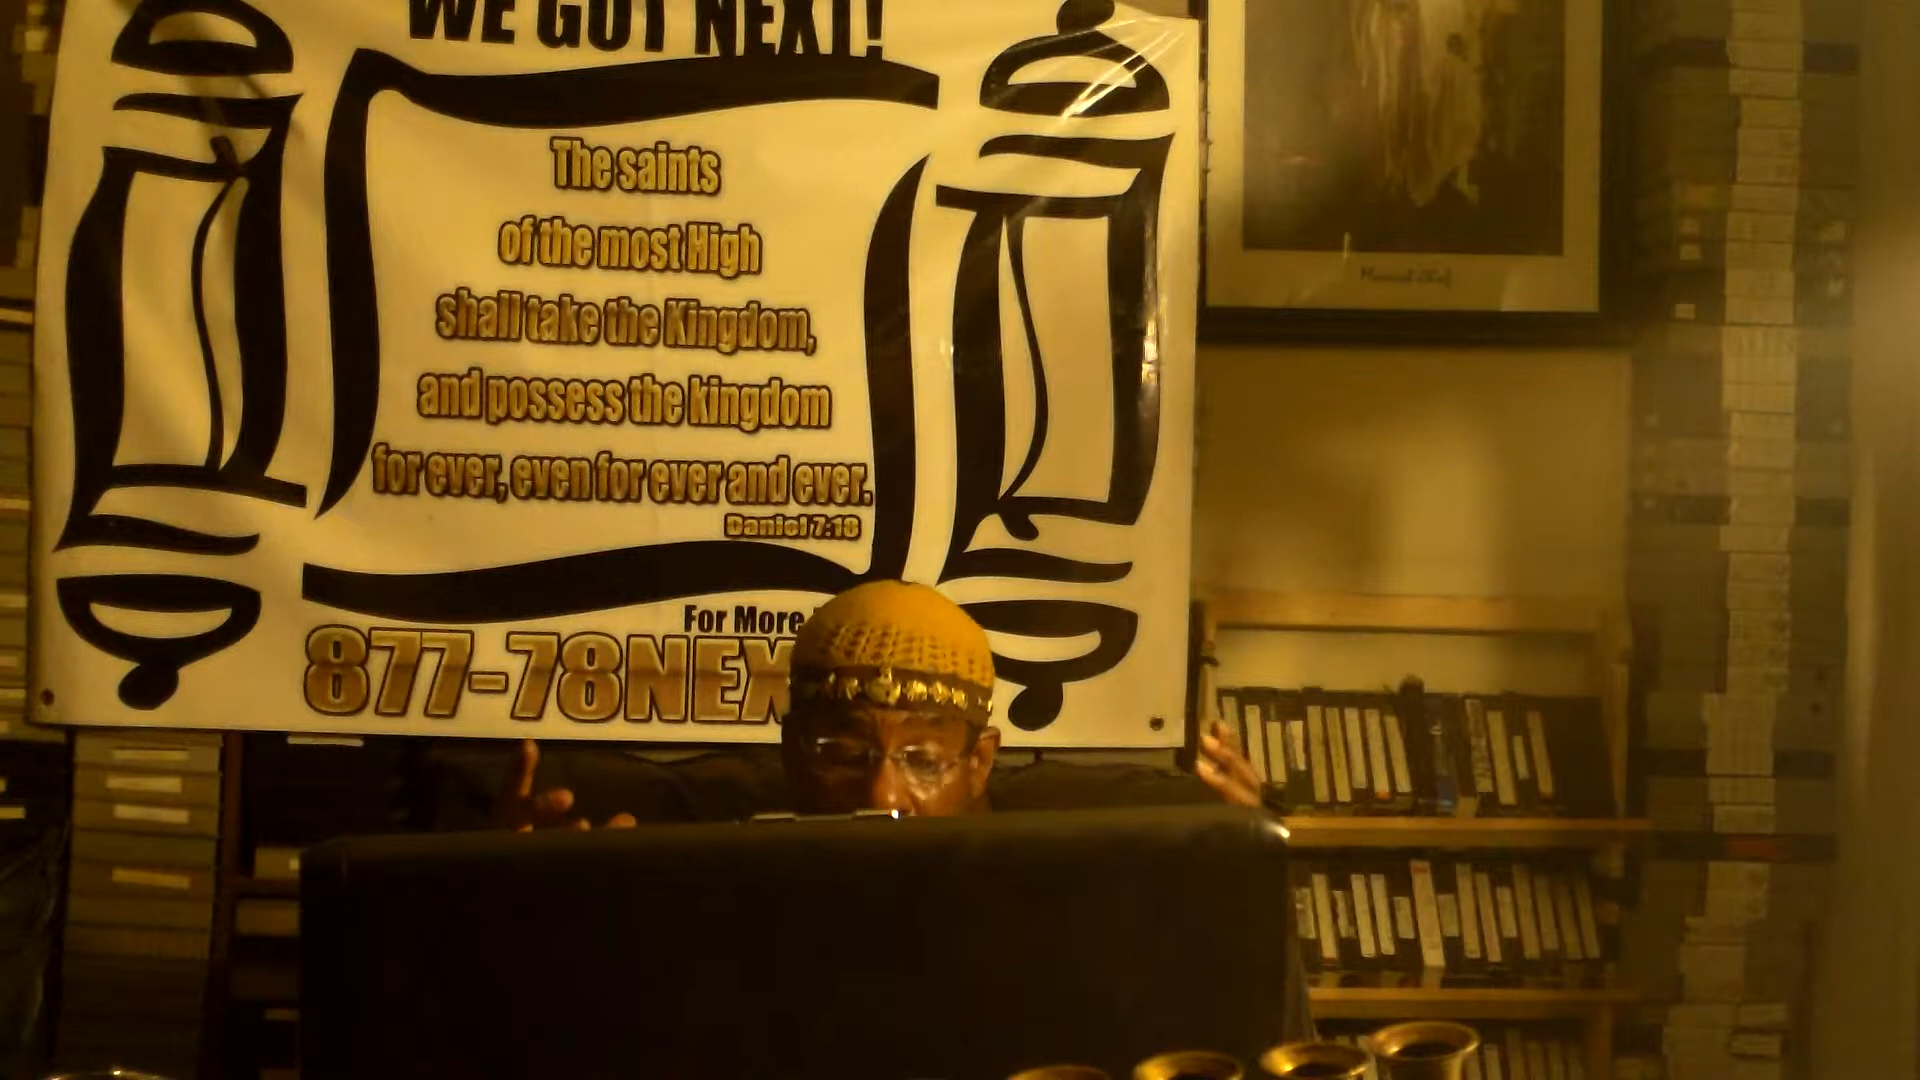 WE GOT NEXT!
The saints
of the most High
shall take the Kingdom,
and possess the kingdom
for ever, even for ever and ever.
Daniel 7:18
For More
877-78NEX